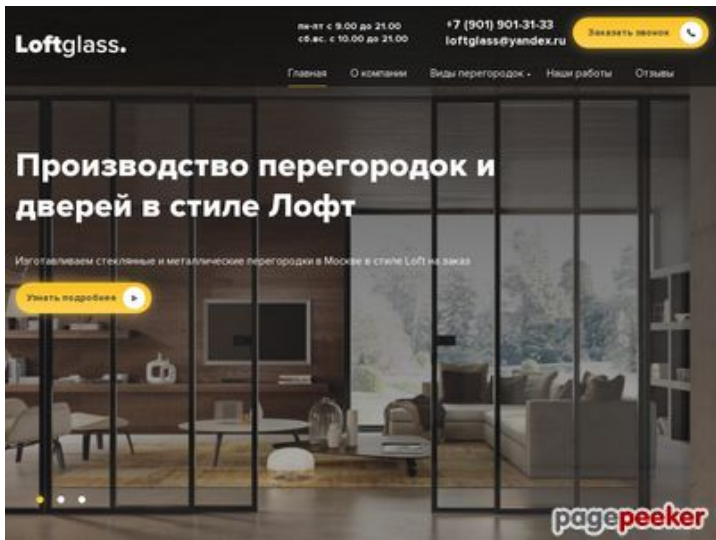 Loftglass.
пн-пт с 9.00 до 21.00
сб.вс. с 10.00 до 21.00
+7 (901) 901-31-33
loftglass@yandex.ru
Заказать звонок
Главная
О компании
Виды перегородок
Наши работы
Отзывы
Производство перегородок и
дверей в стиле Лофт
Изготавливаем стеклянные и металлические перегородки в Москве в стиле Loft на заказ
Узнать подробнее
pagepeeker